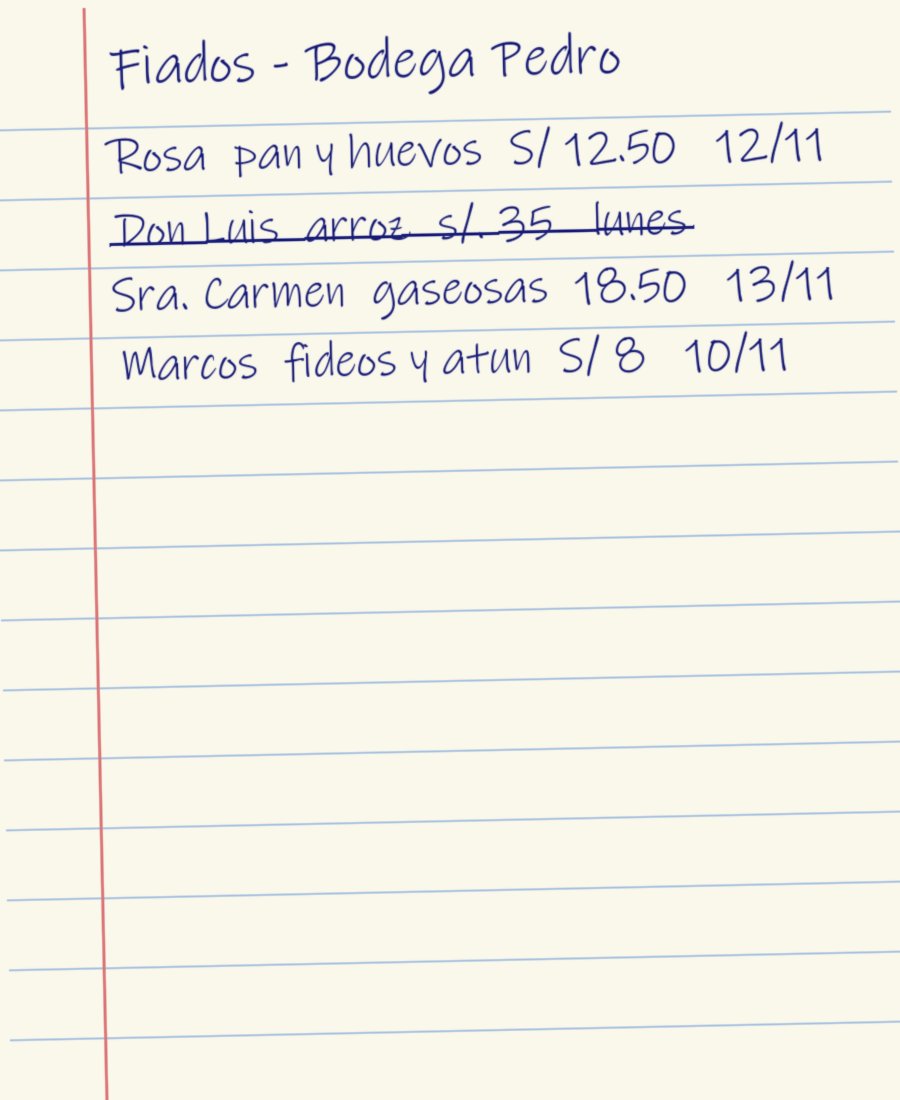 Fiados - Bodega Pedro
Rosa pan y huevos S/ 12.50 12/11
Don Luis arroz s/. 35 lunes
Sra. Carmen gaseosas 18.50 13/11
Marcos fideos y atun S/ 8 10/11